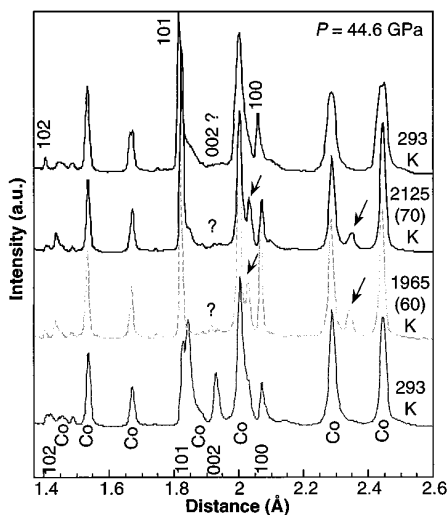 P = 44.6 GPa
101
102
002 ?
100
293
K
?
2125
(70)
K
?
1965
(60)
K
293
K
102
Co
Co
Co
101
Co
002
Co
100
Co
Co
1.4 1.6 1.8 2 2.2 2.4 2.6
Distance (Å)
Intensity (a.u.)